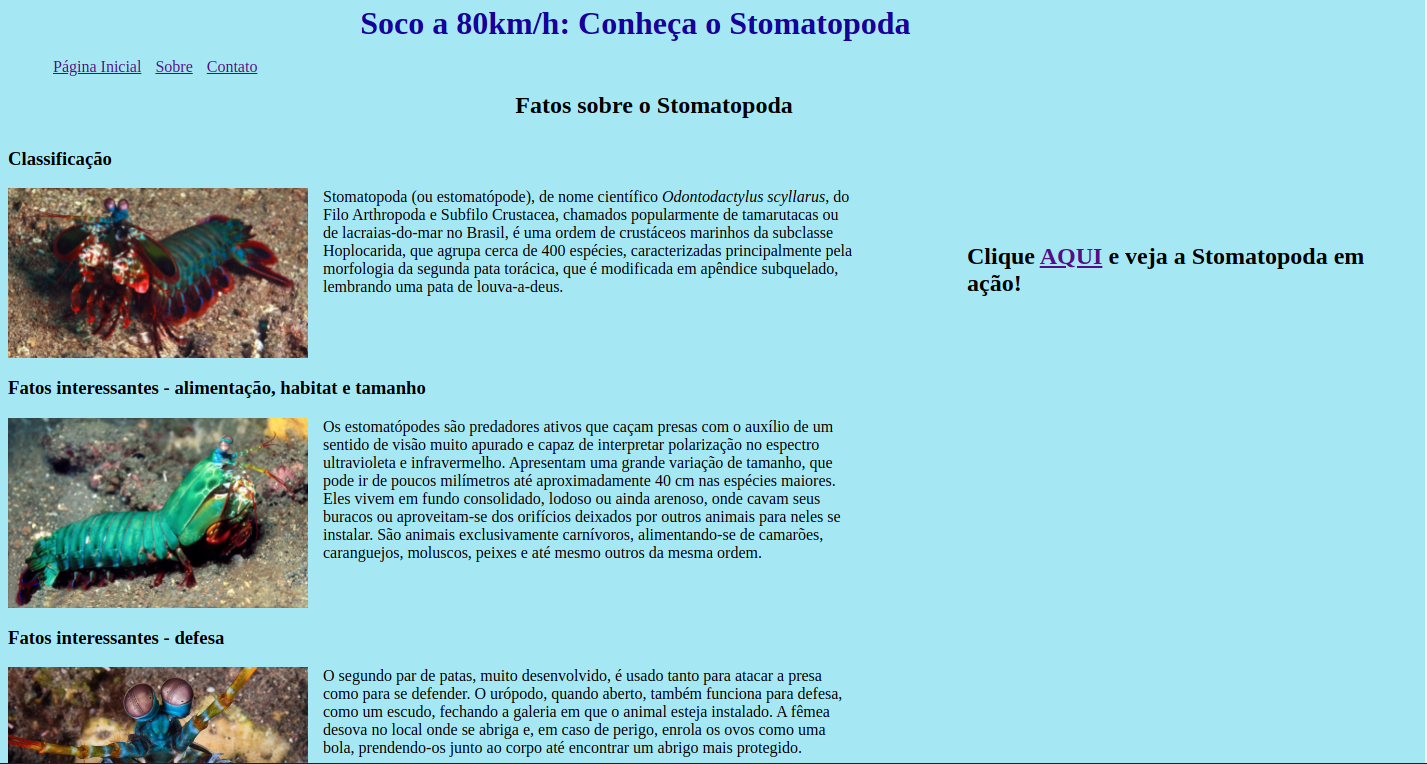 Soco a 80km/h: Conheça o Stomatopoda
Página Inicial Sobre Contato
Fatos sobre o Stomatopoda
Classificação
Stomatopoda (ou estomatópode), de nome científico Odontodactylus scyllarus, do
Filo Arthropoda e Subfilo Crustacea, chamados popularmente de tamarutacas ou
de lacraias-do-mar no Brasil, é uma ordem de crustáceos marinhos da subclasse
Hoplocarida, que agrupa cerca de 400 espécies, caracterizadas principalmente pela
morfologia da segunda pata torácica, que é modificada em apêndice subquelado,
lembrando uma pata de louva-a-deus.
Clique AQUI e veja a Stomatopoda em
ação!
Fatos interessantes - alimentação, habitat e tamanho
Os estomatópodes são predadores ativos que caçam presas com o auxílio de um
sentido de visão muito apurado e capaz de interpretar polarização no espectro
ultravioleta e infravermelho. Apresentam uma grande variação de tamanho, que
pode ir de poucos milímetros até aproximadamente 40 cm nas espécies maiores.
Eles vivem em fundo consolidado, lodoso ou ainda arenoso, onde cavam seus
buracos ou aproveitam-se dos orifícios deixados por outros animais para neles se
instalar. São animais exclusivamente carnívoros, alimentando-se de camarões,
caranguejos, moluscos, peixes e até mesmo outros da mesma ordem.
Fatos interessantes - defesa
O segundo par de patas, muito desenvolvido, é usado tanto para atacar a presa
como para se defender. O urópodo, quando aberto, também funciona para defesa,
como um escudo, fechando a galeria em que o animal esteja instalado. A fêmea
desova no local onde se abriga e, em caso de perigo, enrola os ovos como uma
bola, prendendo-os junto ao corpo até encontrar um abrigo mais protegido.